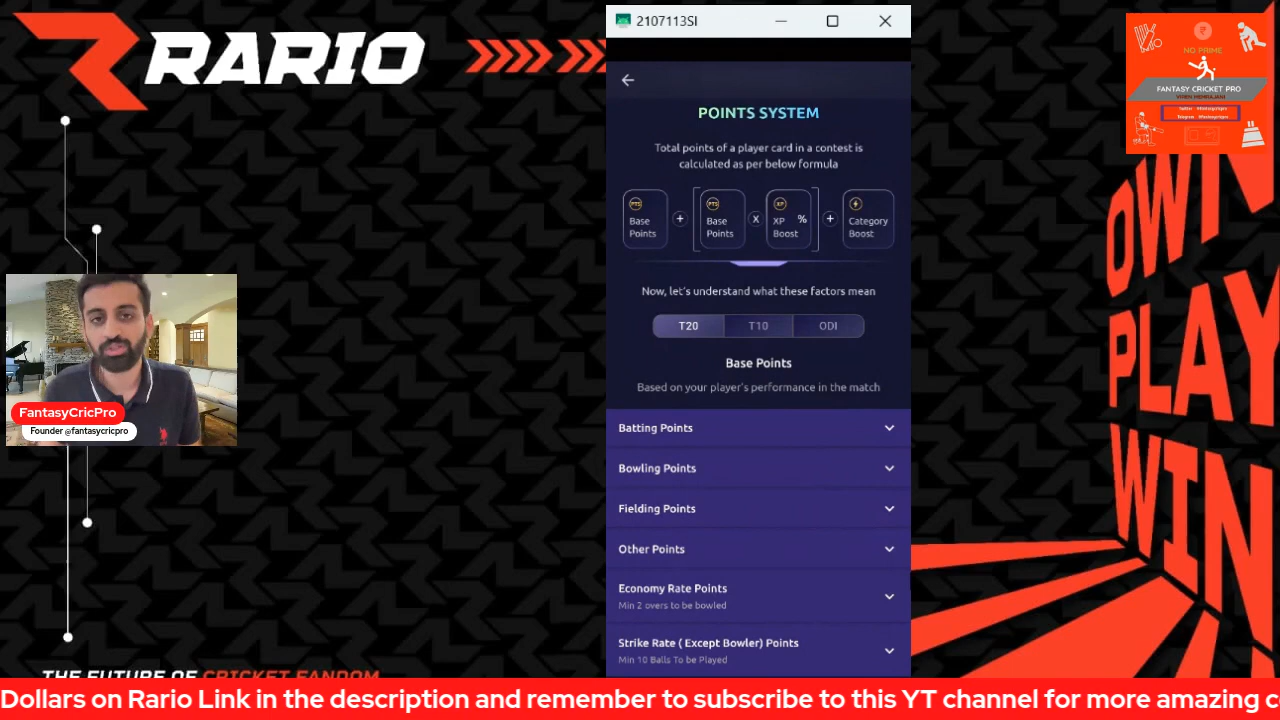 RARIO
2107113SI
NO PRIME
FANTASY CRICKET PRO
POINTS SYSTEM
Total points of a player card in a contest is
calculated as per below formula
PTS
Base
Points
+
PTS
Base
Points
X
XP
%
XP
Boost
+
Category
Boost
Now, let's understand what these factors mean
T20
T10
ODI
Base Points
Based on your player's performance in the match
Batting Points
Bowling Points
Fielding Points
Other Points
Economy Rate Points
Min 2 overs to be bowled
Strike Rate ( Except Bowler) Points
Min 10 Balls To be Played
FantasyCricPro
Founder @fantasycricpro
OWN
PLAY
WIN
THE FUTURE OF CRICKET FANDOM
Dollars on Rario Link in the description and remember to subscribe to this YT channel for more amazing c